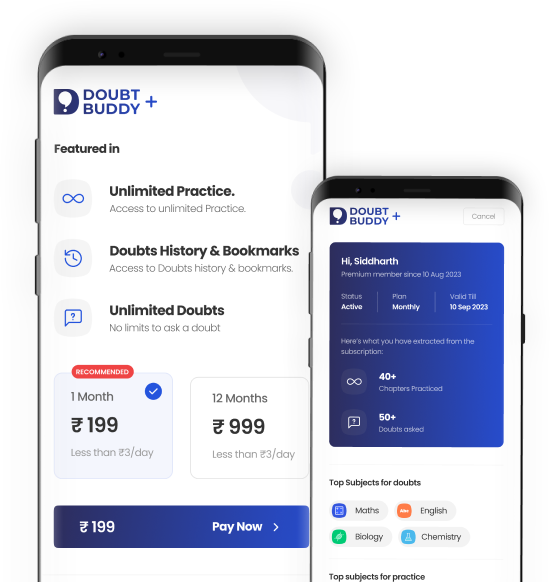 DOUBT
BUDDY +
Featured in
Unlimited Practice.
Access to unlimited Practice.
Doubts History & Bookmarks
Access to Doubts history & bookmarks.
Unlimited Doubts
No limits to ask a doubt
RECOMMENDED
1 Month
₹ 199
Less than ₹3/day
12 Months
₹ 999
Less than ₹3/day
₹ 199 Pay Now
DOUBT
BUDDY + Cancel
Hi, Siddharth
Premium member since 10 Aug 2023
Status Plan Valid Till
Active Monthly 10 Sep 2023
Here's what you have extracted from the
subscription:
40+
Chapters Practiced
50+
Doubts asked
Top Subjects for doubts
Maths English
Biology Chemistry
Top subjects for practice